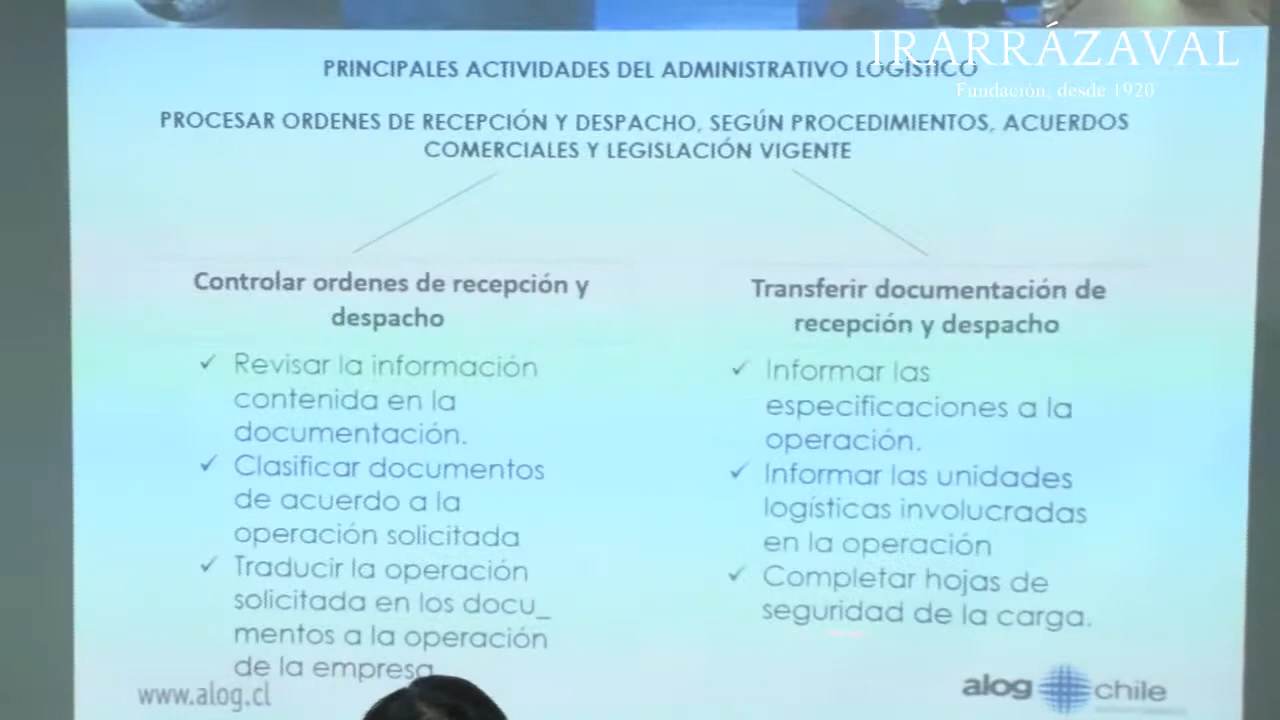 IRARRÁZAVAL
Fundación, desde 1920
PRINCIPALES ACTIVIDADES DEL ADMINISTRATIVO LOGÍSTICO
PROCESAR ORDENES DE RECEPCIÓN Y DESPACHO, SEGÚN PROCEDIMIENTOS, ACUERDOS
COMERCIALES Y LEGISLACIÓN VIGENTE
Controlar ordenes de recepción y
despacho
✓ Revisar la información
contenida en la
documentación.
✓ Clasificar documentos
de acuerdo a la
operación solicitada
✓ Traducir la operación
solicitada en los docu_
mentos a la operación
de la empresa
Transferir documentación de
recepción y despacho
✓ Informar las
especificaciones a la
operación.
✓ Informar las unidades
logísticas involucradas
en la operación
✓ Completar hojas de
seguridad de la carga.
www.alog.cl
alog chile